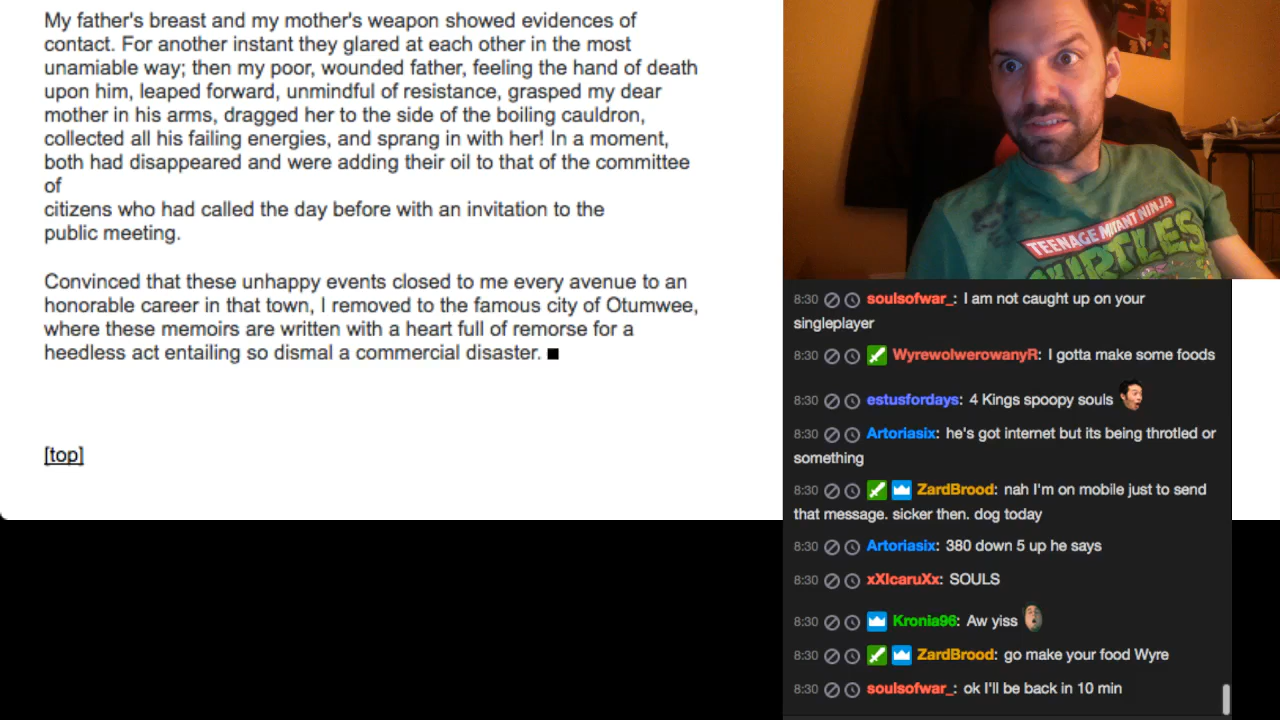 My father's breast and my mother's weapon showed evidences of
contact. For another instant they glared at each other in the most
unamiable way; then my poor, wounded father, feeling the hand of death
upon him, leaped forward, unmindful of resistance, grasped my dear
mother in his arms, dragged her to the side of the boiling cauldron,
collected all his failing energies, and sprang in with her! In a moment,
both had disappeared and were adding their oil to that of the committee
of
citizens who had called the day before with an invitation to the
public meeting.
Convinced that these unhappy events closed to me every avenue to an
honorable career in that town, I removed to the famous city of Otumwee,
where these memoirs are written with a heart full of remorse for a
heedless act entailing so dismal a commercial disaster. ■
[top]
TEENAGE MUTANT NINJA
TURTLES
8:30 soulsofwar_: I am not caught up on your
singleplayer
8:30 WyrewolwerowanyR: I gotta make some foods
8:30 estusfordays: 4 Kings spoopy souls
8:30 Artoriasix: he's got internet but its being throtled or
something
8:30 ZardBrood: nah I'm on mobile just to send
that message. sicker then. dog today
8:30 Artoriasix: 380 down 5 up he says
8:30 xXIcaruXx: SOULS
8:30 Kronia96: Aw yiss
8:30 ZardBrood: go make your food Wyre
8:30 soulsofwar_: ok I'll be back in 10 min